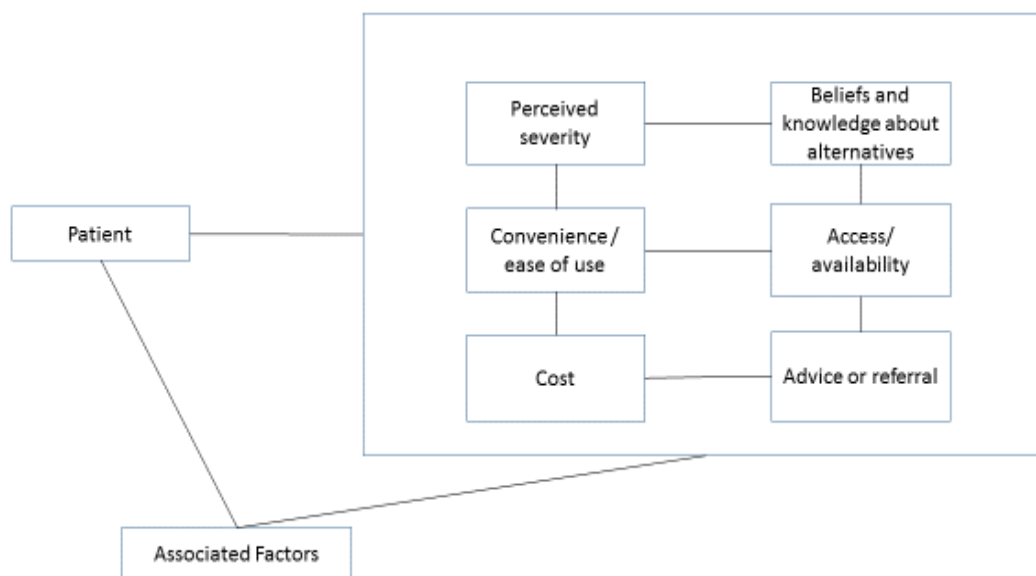 Perceived
severity
Beliefs and
knowledge about
alternatives
Patient
Convenience /
ease of use
Access/
availability
Cost
Advice or referral
Associated Factors